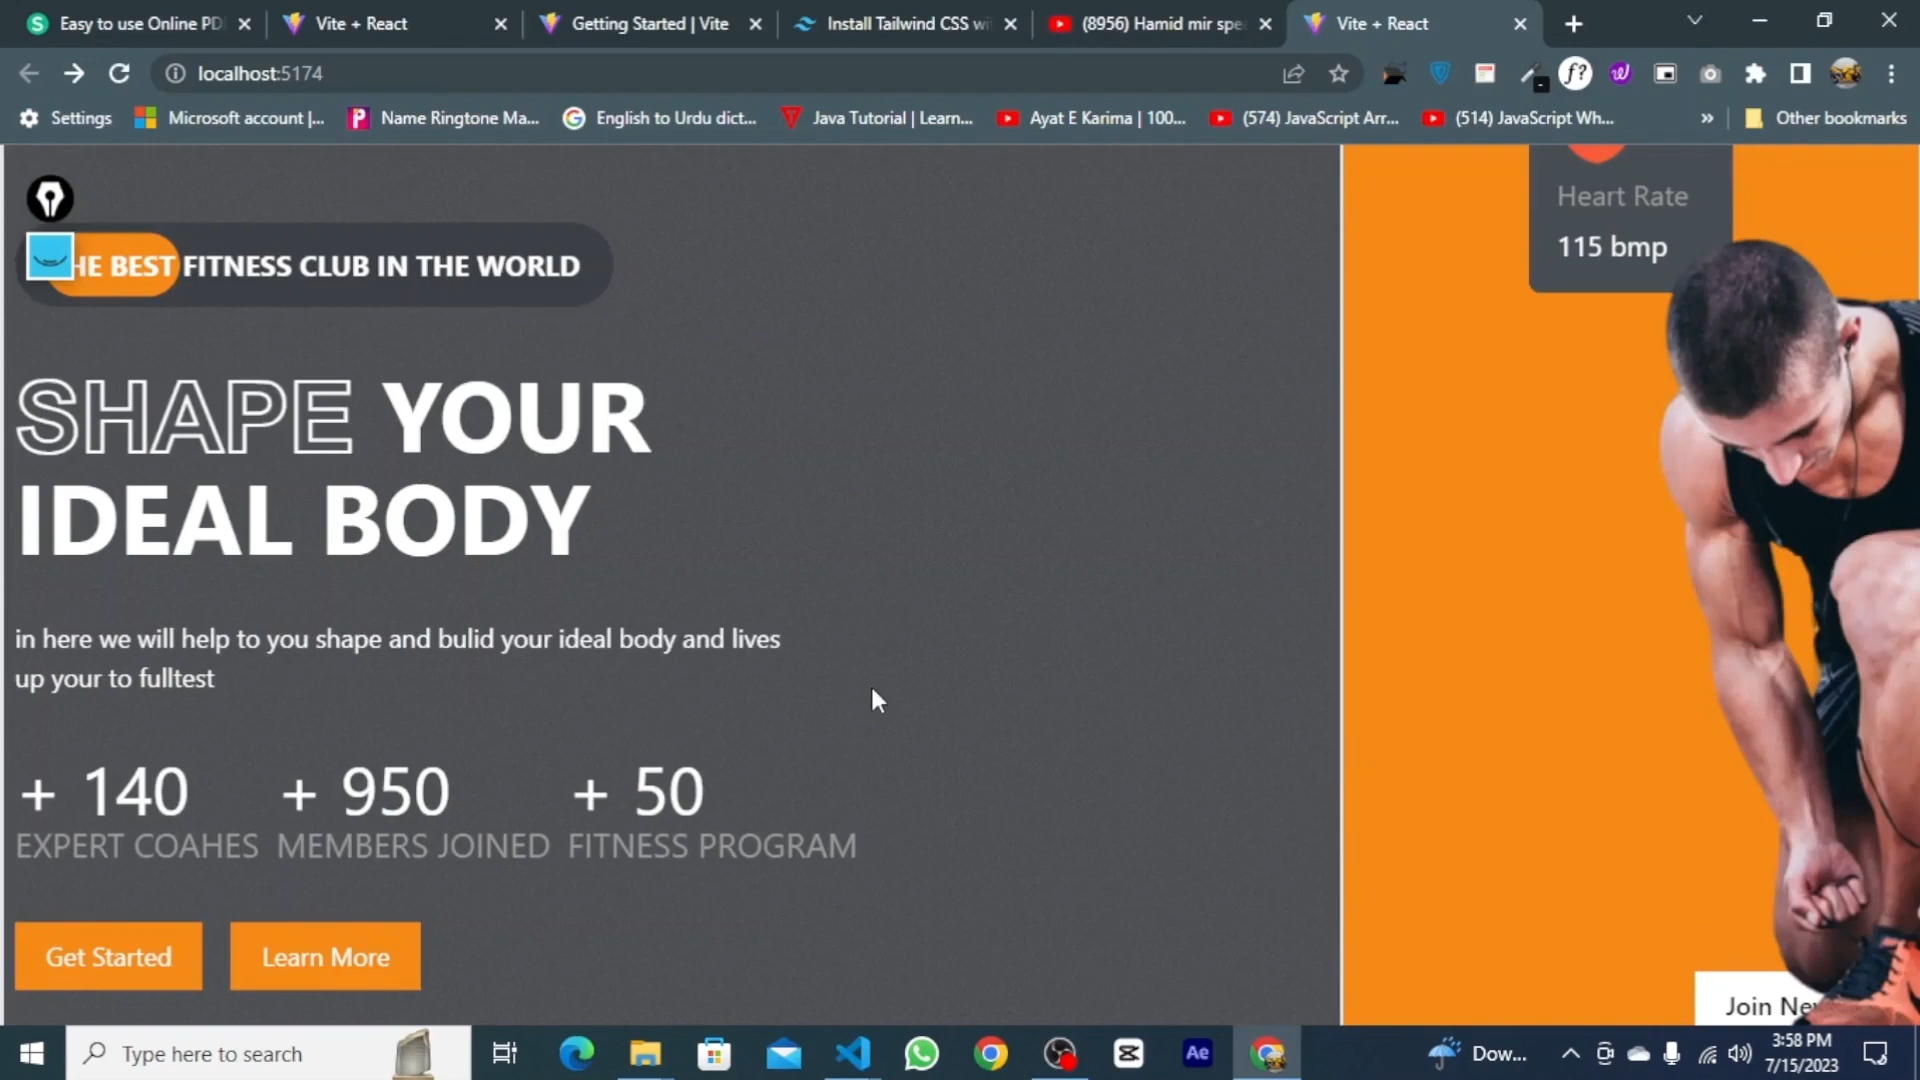 Easy to use Online PD
Vite + React
Getting Started | Vite
Install Tailwind CSS wi
(8956) Hamid mir spe
Vite + React
localhost:5174
Settings
Microsoft account |...
Name Ringtone Ma...
English to Urdu dict...
Java Tutorial | Learn...
Ayat E Karima | 100...
(574) JavaScript Arr...
(514) JavaScript Wh...
Other bookmarks
Heart Rate
115 bmp
HE BEST FITNESS CLUB IN THE WORLD
SHAPE YOUR
IDEAL BODY
in here we will help to you shape and bulid your ideal body and lives
up your to fulltest
+ 140 + 950 + 50
EXPERT COAHES MEMBERS JOINED FITNESS PROGRAM
Get Started Learn More
Join Ne
Type here to search
Ae
Dow...
3:58 PM
7/15/2023